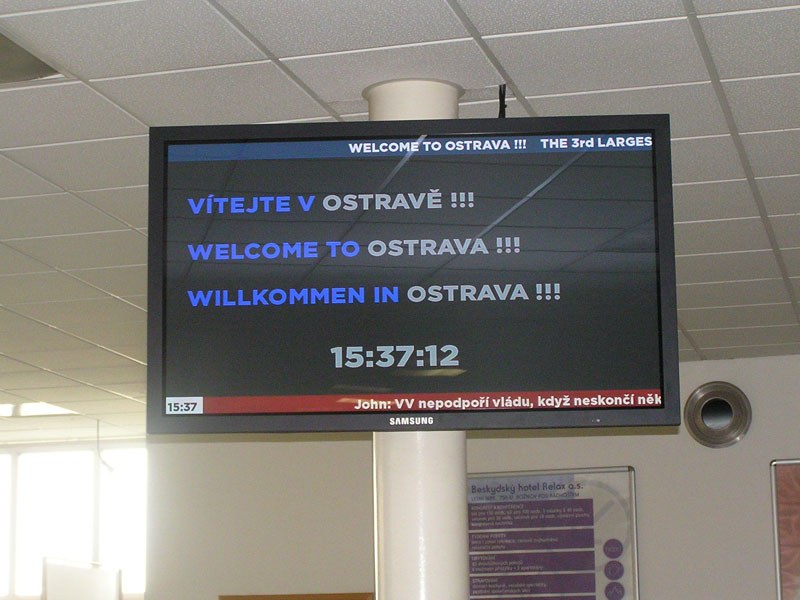 WELCOME TO OSTRAVA !!! THE 3rd LARGES
VÍTEJTE V OSTRAVĚ !!!
WELCOME TO OSTRAVA !!!
WILLKOMMEN IN OSTRAVA !!!
15:37:12
15:37 John: VV nepodpoří vládu, když neskončí něk
SAMSUNG
Beskydský hotel Relax a.s.